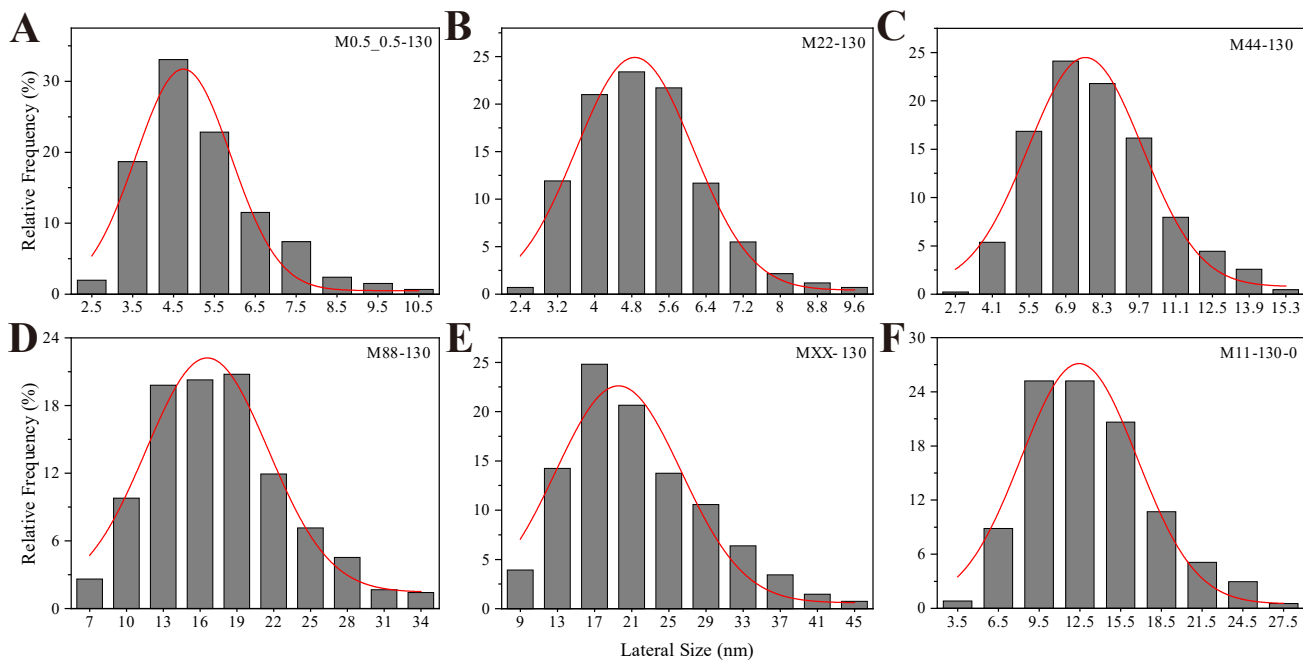 A
M0.5_0.5-130
Relative Frequency (%)
30
20
10
0
2.5 3.5 4.5 5.5 6.5 7.5 8.5 9.5 10.5
B
M22-130
25
20
15
10
5
0
2.4 3.2 4 4.8 5.6 6.4 7.2 8 8.8 9.6
C
M44-130
25
20
15
10
5
0
2.7 4.1 5.5 6.9 8.3 9.7 11.1 12.5 13.9 15.3
D
M88-130
Relative Frequency (%)
24
18
12
6
0
7 10 13 16 19 22 25 28 31 34
E
MXX-130
25
20
15
10
5
0
9 13 17 21 25 29 33 37 41 45
Lateral Size (nm)
F
M11-130-0
30
24
18
12
6
0
3.5 6.5 9.5 12.5 15.5 18.5 21.5 24.5 27.5